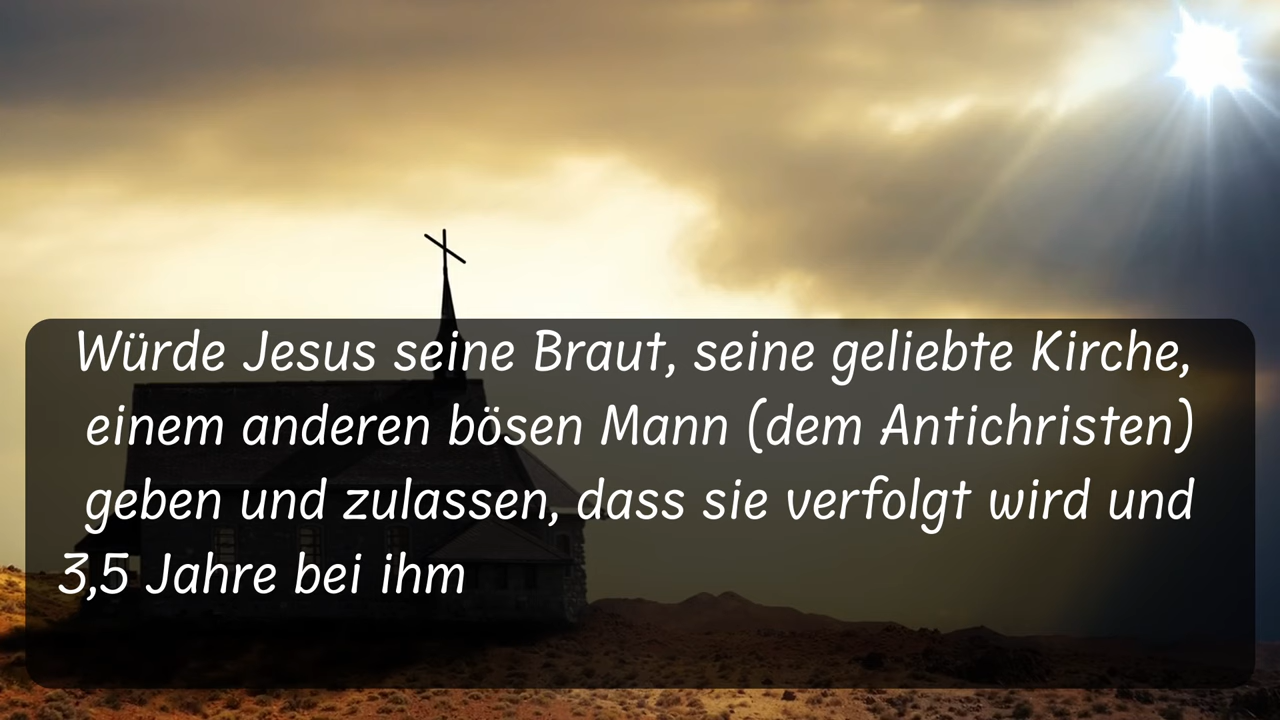 Würde Jesus seine Braut, seine geliebte Kirche,
einem anderen bösen Mann (dem Antichristen)
geben und zulassen, dass sie verfolgt wird und
3,5 Jahre bei ihm